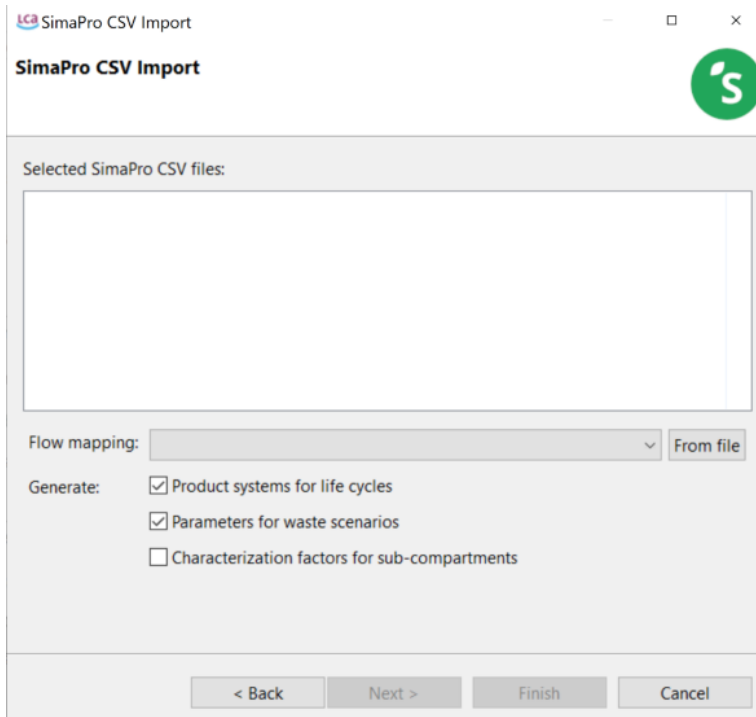 LCA SimaPro CSV Import
SimaPro CSV Import
S
Selected SimaPro CSV files:
Flow mapping:
From file
Generate:
Product systems for life cycles
Parameters for waste scenarios
Characterization factors for sub-compartments
< Back
Next >
Finish
Cancel